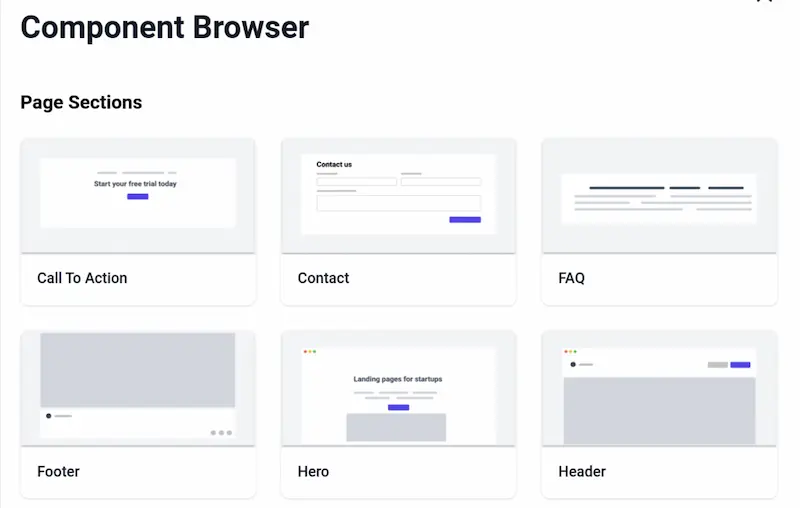 Component Browser
Page Sections
Start your free trial today
Call To Action
Contact us
Contact
FAQ
Footer
Landing pages for startups
Hero
Header